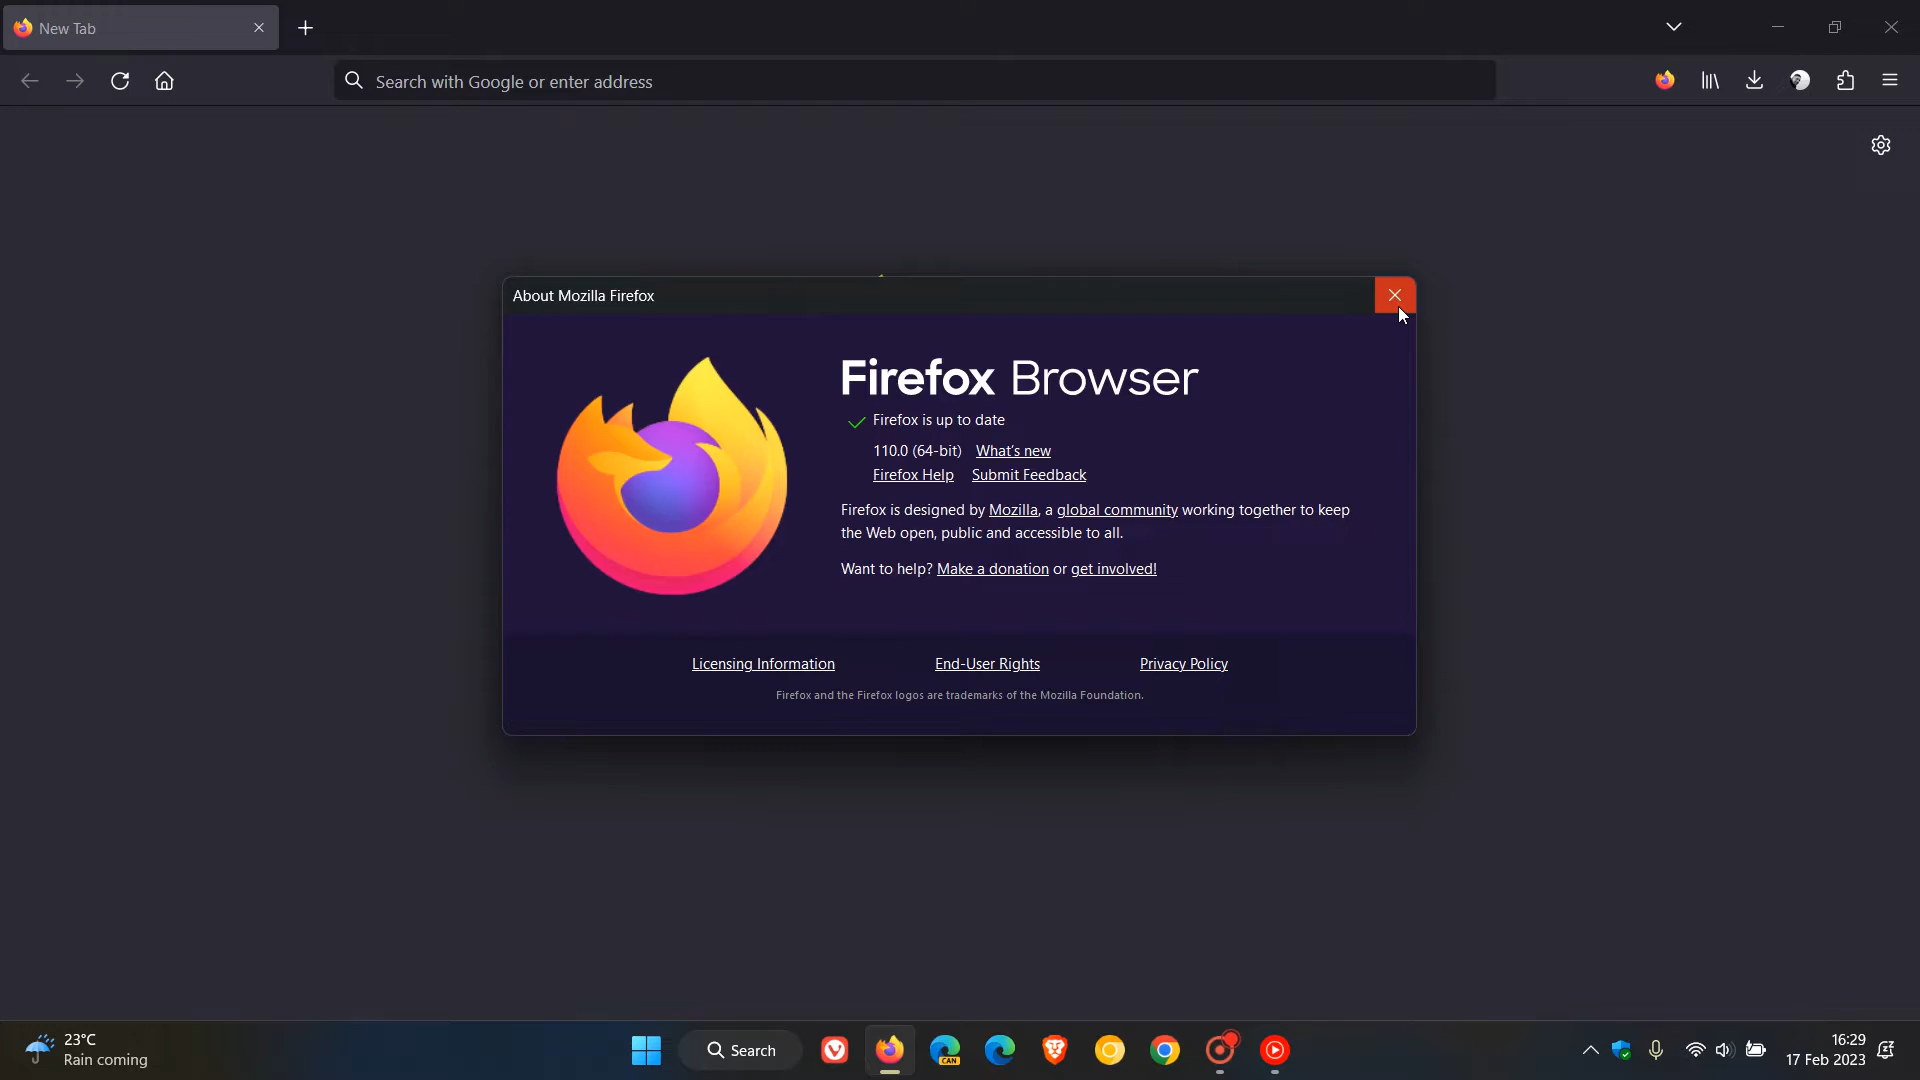 New Tab
Search with Google or enter address
About Mozilla Firefox
Firefox Browser
Firefox is up to date
110.0 (64-bit) What's new
Firefox Help Submit Feedback
Firefox is designed by Mozilla, a global community working together to keep
the Web open, public and accessible to all.
Want to help? Make a donation or get involved!
Licensing Information End-User Rights Privacy Policy
Firefox and the Firefox logos are trademarks of the Mozilla Foundation.
23°C
Rain coming
Search
CAN
16:29
17 Feb 2023